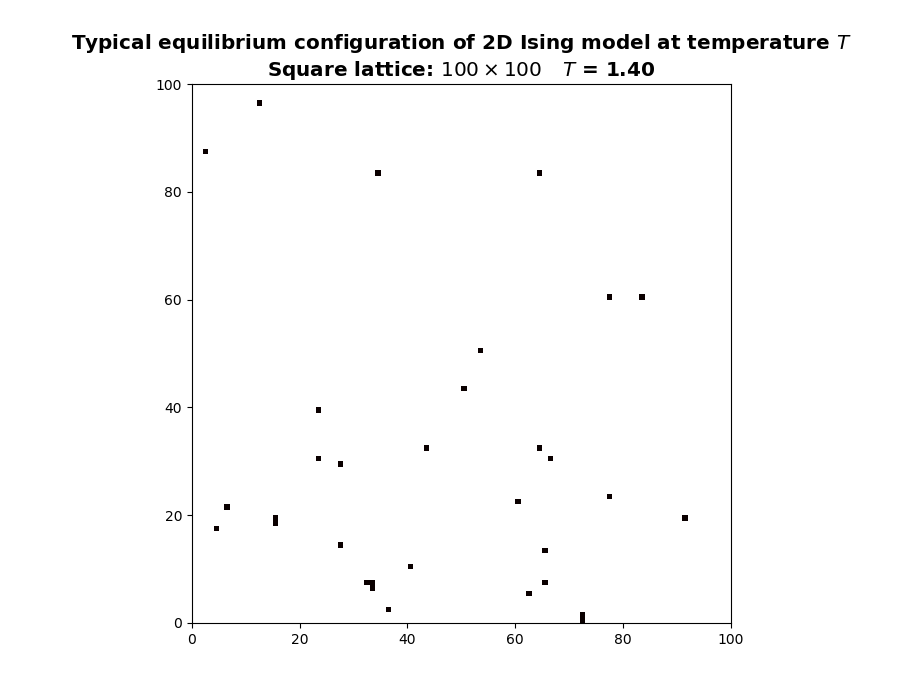 Typical equilibrium configuration of 2D Ising model at temperature T
Square lattice: 100 × 100 T = 1.40
100
80
60
40
20
0
0 20 40 60 80 100